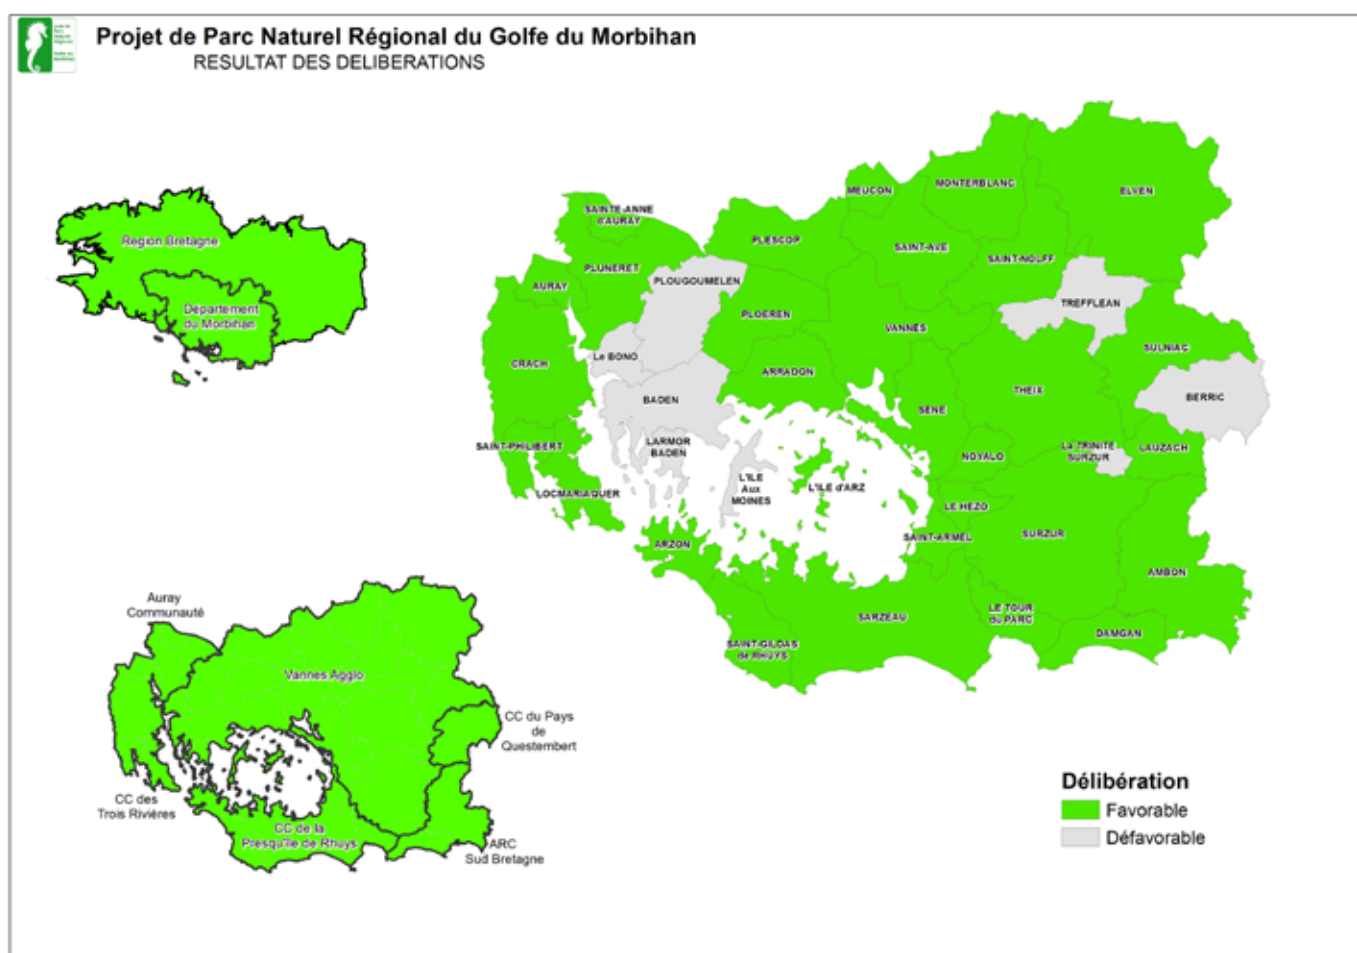 Projet de Parc Naturel Régional du Golfe du Morbihan
RESULTAT DES DELIBERATIONS
Region Bretagne
Département
du Morbihan
MEUCON
MONTERBLANC
ELVEN
SAINTE-ANNE
d'AURAY
PLESCOP
SAINT-AVE
SAINT-NOLFF
PLUNERET
PLOUGOUMELEN
AURAY
TREFFLEAN
PLOEREN
VANNES
SULNIAC
Le BONO
CRACH
ARRADON
THEIX
BERRIC
BADEN
SENE
SAINT-PHILIBERT
LARMOR
BADEN
NOYALO
La TRINITE
SURZUR
LAUZACH
L'ILE
Aux
MOINES
L'ILE d'ARZ
LOCMARIAQUER
LE HEZO
SAINT-ARMEL
SURZUR
ARZON
AMBON
SARZEAU
LE TOUR
du PARC
DAMGAN
SAINT-GILDAS
de RHUYS
Auray
Communauté
Vannes Agglo
CC du Pays
de
Questembert
CC des
Trois Rivières
CC de la
Presqu'île de Rhuys
ARC
Sud Bretagne
Délibération
Favorable
Défavorable